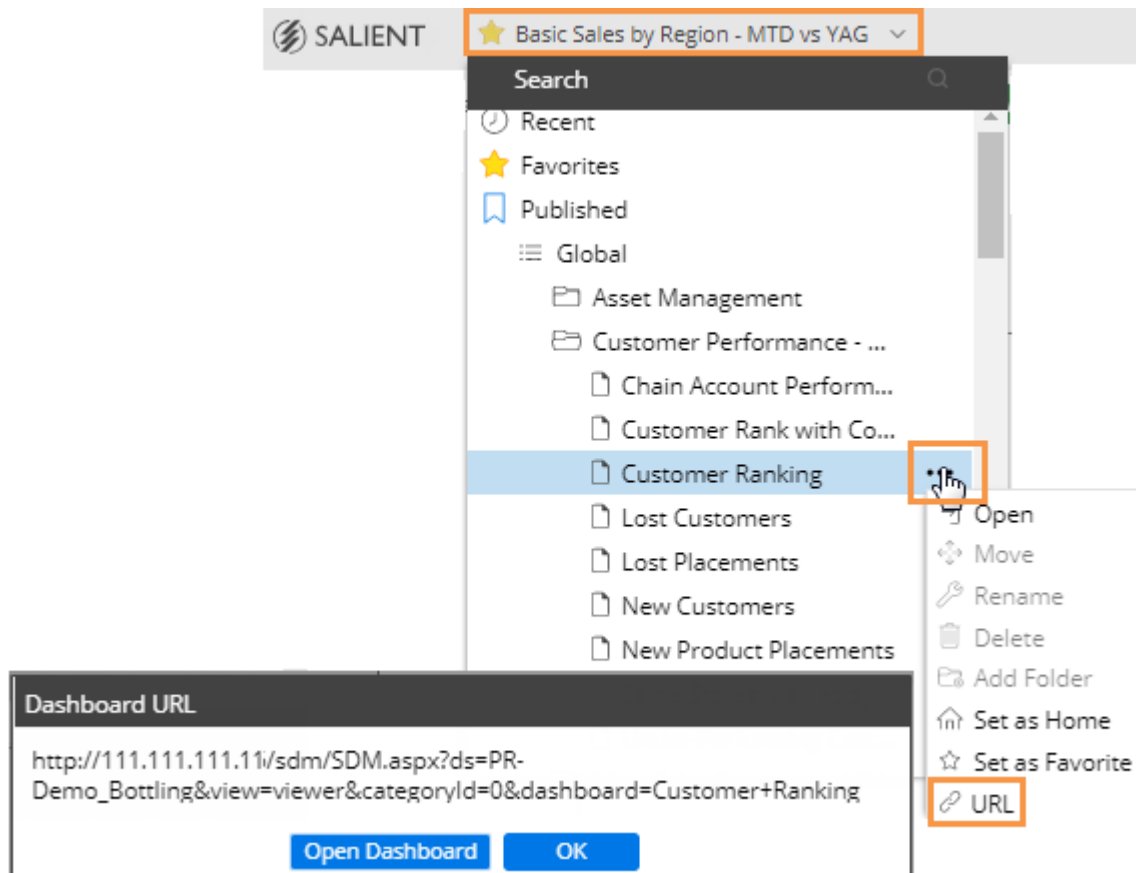 SALIENT
Basic Sales by Region - MTD vs YAG
Search
Recent
Favorites
Published
Global
Asset Management
Customer Performance - ...
Chain Account Perform...
Customer Rank with Co...
Customer Ranking
Lost Customers
Lost Placements
New Customers
New Product Placements
Open
Move
Rename
Delete
Add Folder
Set as Home
Set as Favorite
URL
Dashboard URL
http://111.111.111.11/sdm/SDM.aspx?ds=PR-
Demo_Bottling&view=viewer&categoryId=0&dashboard=Customer+Ranking
Open Dashboard
OK